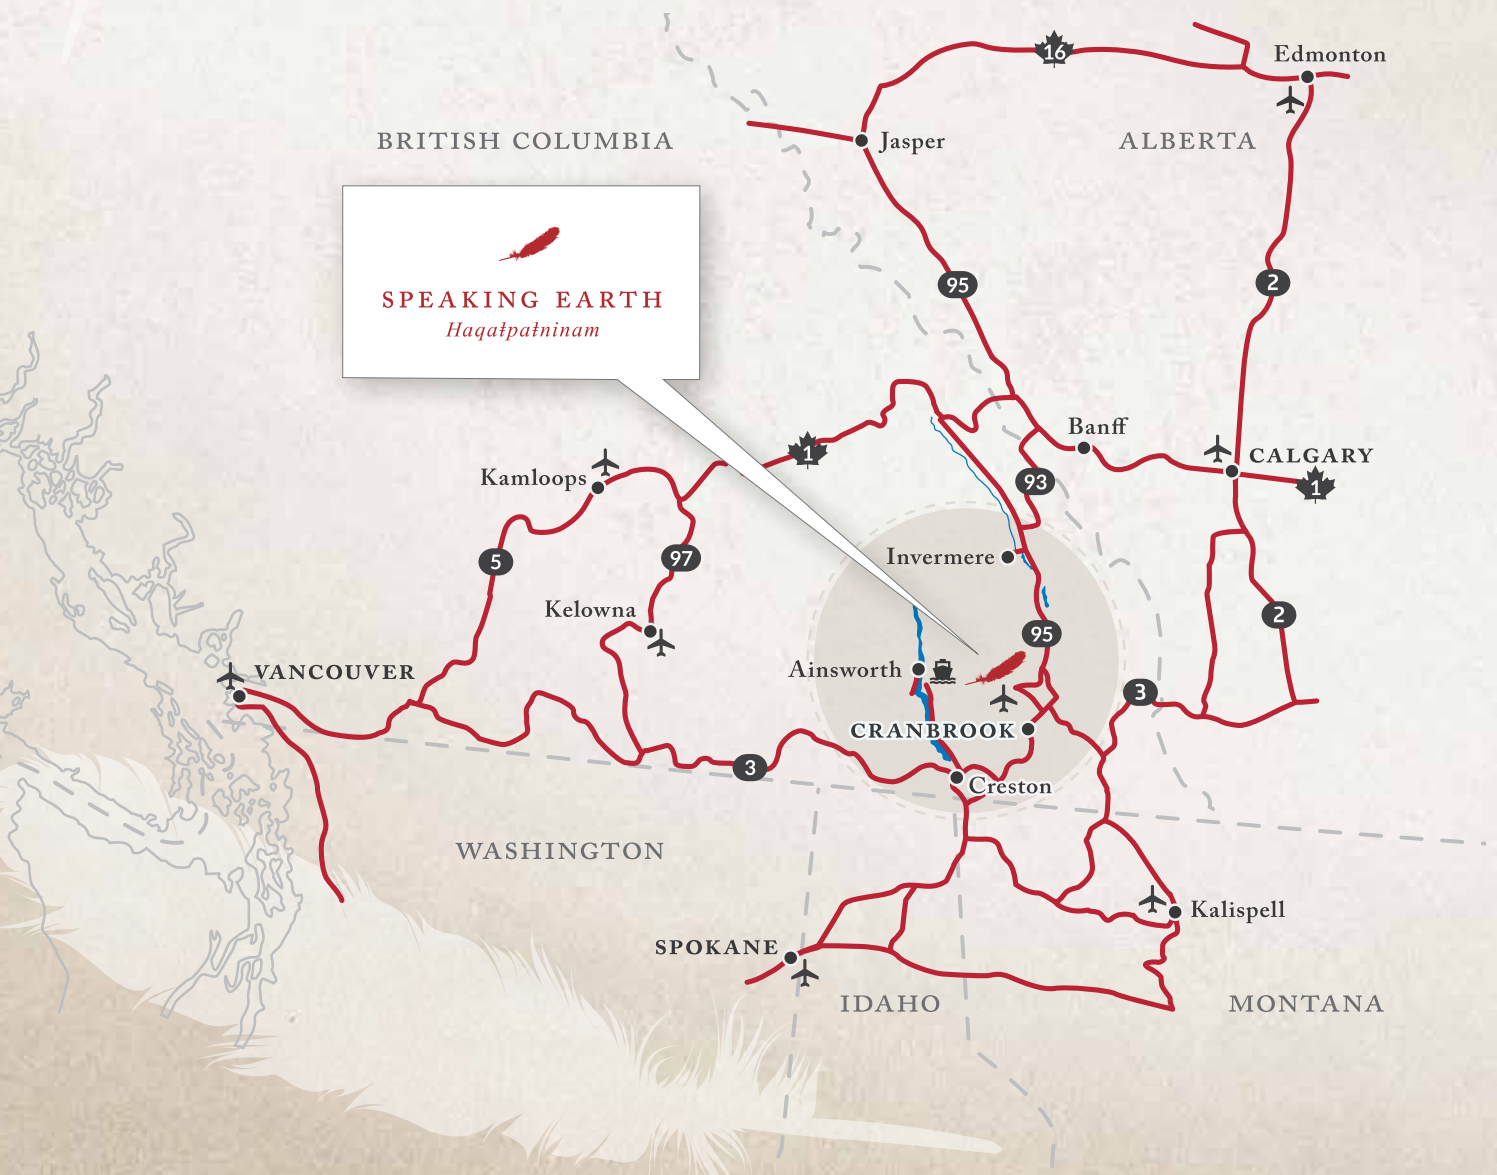 16
Edmonton
BRITISH COLUMBIA
ALBERTA
Jasper
SPEAKING EARTH
Haqaⱡpaⱡninam
95
2
Banff
1
CALGARY
Kamloops
93
1
5
97
Invermere
Kelowna
2
95
VANCOUVER
Ainsworth
3
CRANBROOK
3
Creston
WASHINGTON
Kalispell
SPOKANE
IDAHO
MONTANA